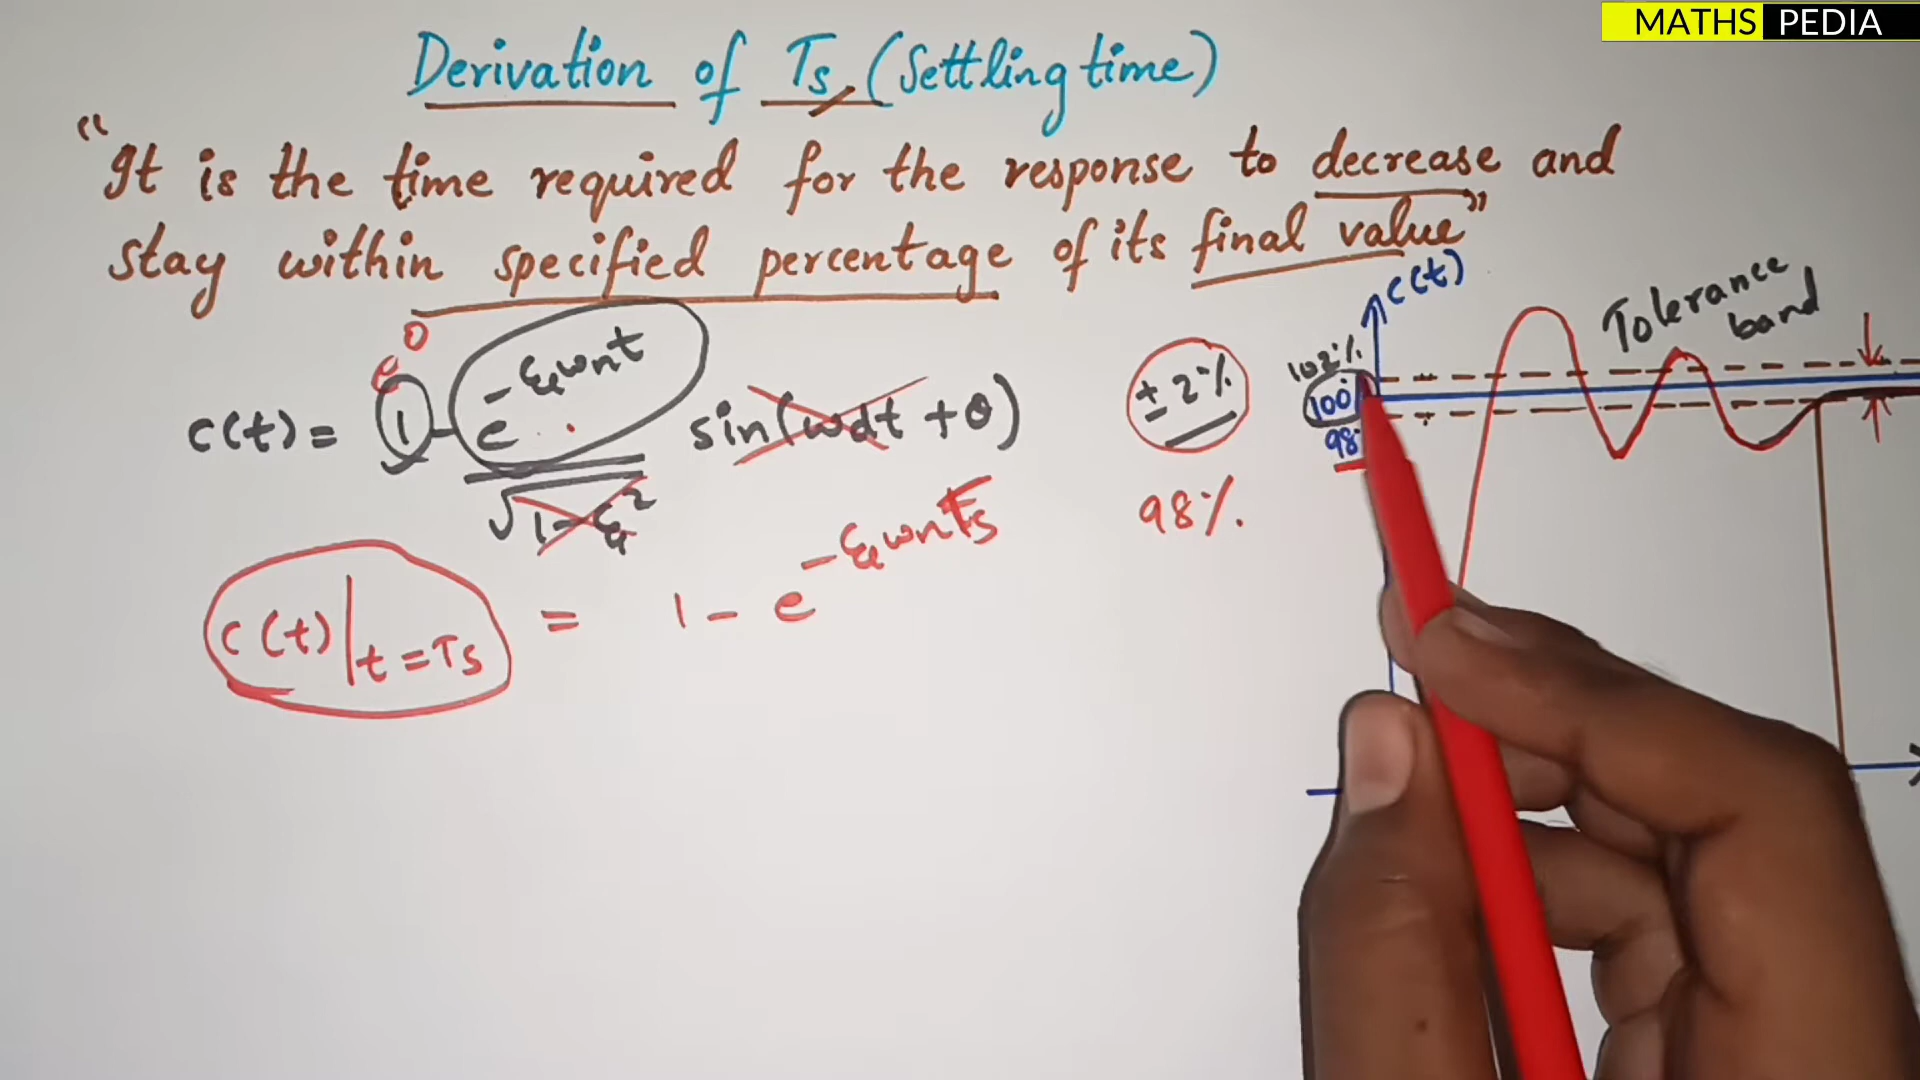 MATHS PEDIA
Derivation of Ts (Settling time)
"It is the time required for the response to decrease and
stay within specified percentage of its final value"
c(t) = 1 - e^(-ξωnt) / √(1-ξ²) sin(ωdt + θ)
e⁰
± 2%
98%
c(t)|t=Ts = 1 - e^(-ξωnTs)
c(t)
Tolerance
band
102%
100%
98